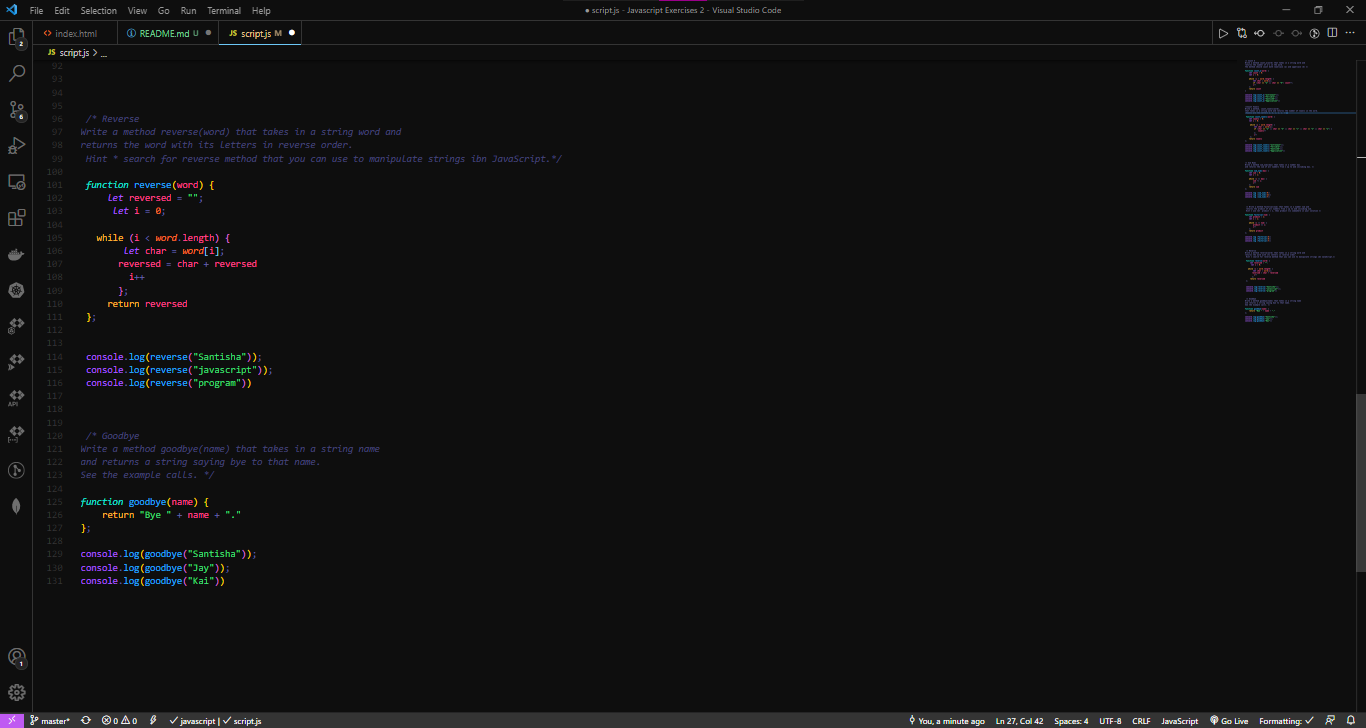 File Edit Selection View Go Run Terminal Help
● script.js - Javascript Exercises 2 - Visual Studio Code
<> index.html
README.md U
JS script.js M
JS script.js > ...
92
93
94
95
96 /* Reverse
97 Write a method reverse(word) that takes in a string word and
98 returns the word with its letters in reverse order.
99 Hint * search for reverse method that you can use to manipulate strings ibn JavaScript.*/
100
101 function reverse(word) {
102 let reversed = "";
103 let i = 0;
104
105 while (i < word.length) {
106 let char = word[i];
107 reversed = char + reversed
108 i++
109 };
110 return reversed
111 };
112
113
114 console.log(reverse("Santisha"));
115 console.log(reverse("javascript"));
116 console.log(reverse("program"))
117
118
119
120 /* Goodbye
121 Write a method goodbye(name) that takes in a string name
122 and returns a string saying bye to that name.
123 See the example calls. */
124
125 function goodbye(name) {
126 return "Bye " + name + "."
127 };
128
129 console.log(goodbye("Santisha"));
130 console.log(goodbye("Jay"));
131 console.log(goodbye("Kai"))
2
6
API
1
master* 0 0 javascript | script.js You, a minute ago Ln 27, Col 42 Spaces: 4 UTF-8 CRLF JavaScript Go Live Formatting: